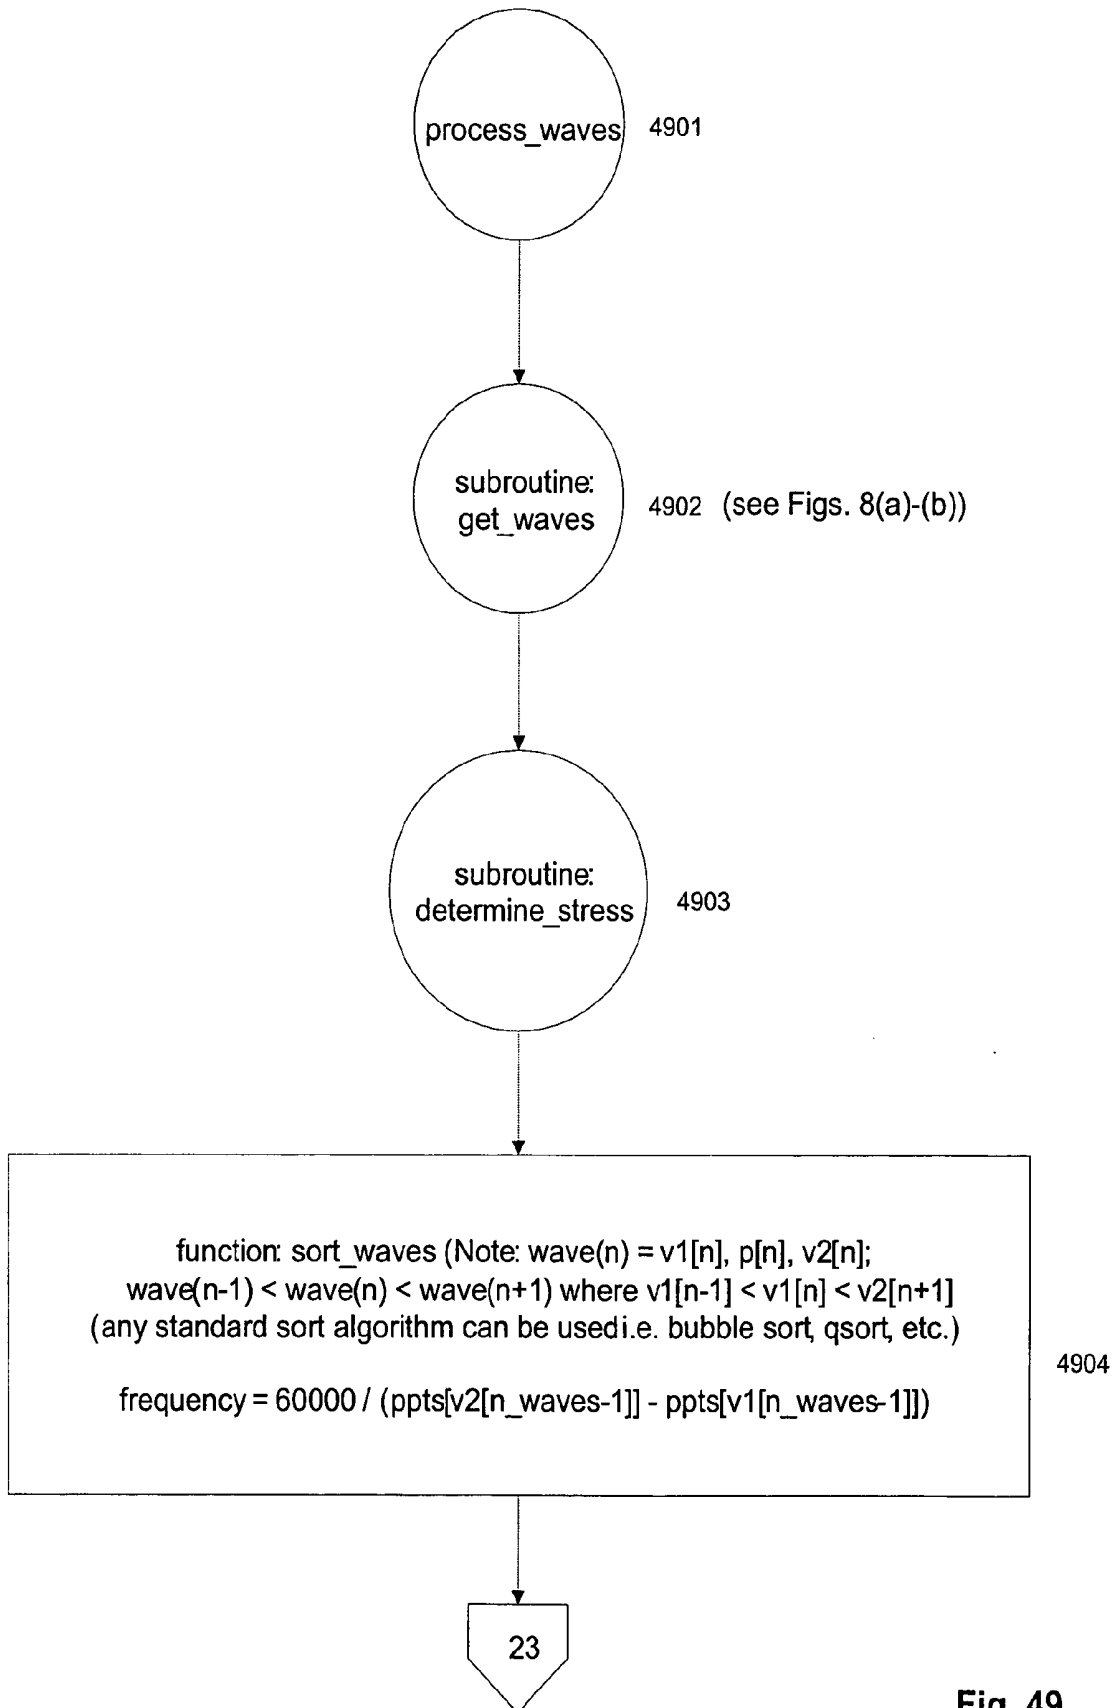 process_waves 4901
subroutine:
get_waves
4902 (see Figs. 8(a)-(b))
subroutine:
determine_stress
4903
function: sort_waves (Note: wave(n) = v1[n], p[n], v2[n];
wave(n-1) < wave(n) < wave(n+1) where v1[n-1] < v1[n] < v2[n+1]
(any standard sort algorithm can be used i.e. bubble sort, qsort, etc.)
frequency = 60000 / (ppts[v2[n_waves-1]] - ppts[v1[n_waves-1]])
4904
23
Fig. 49